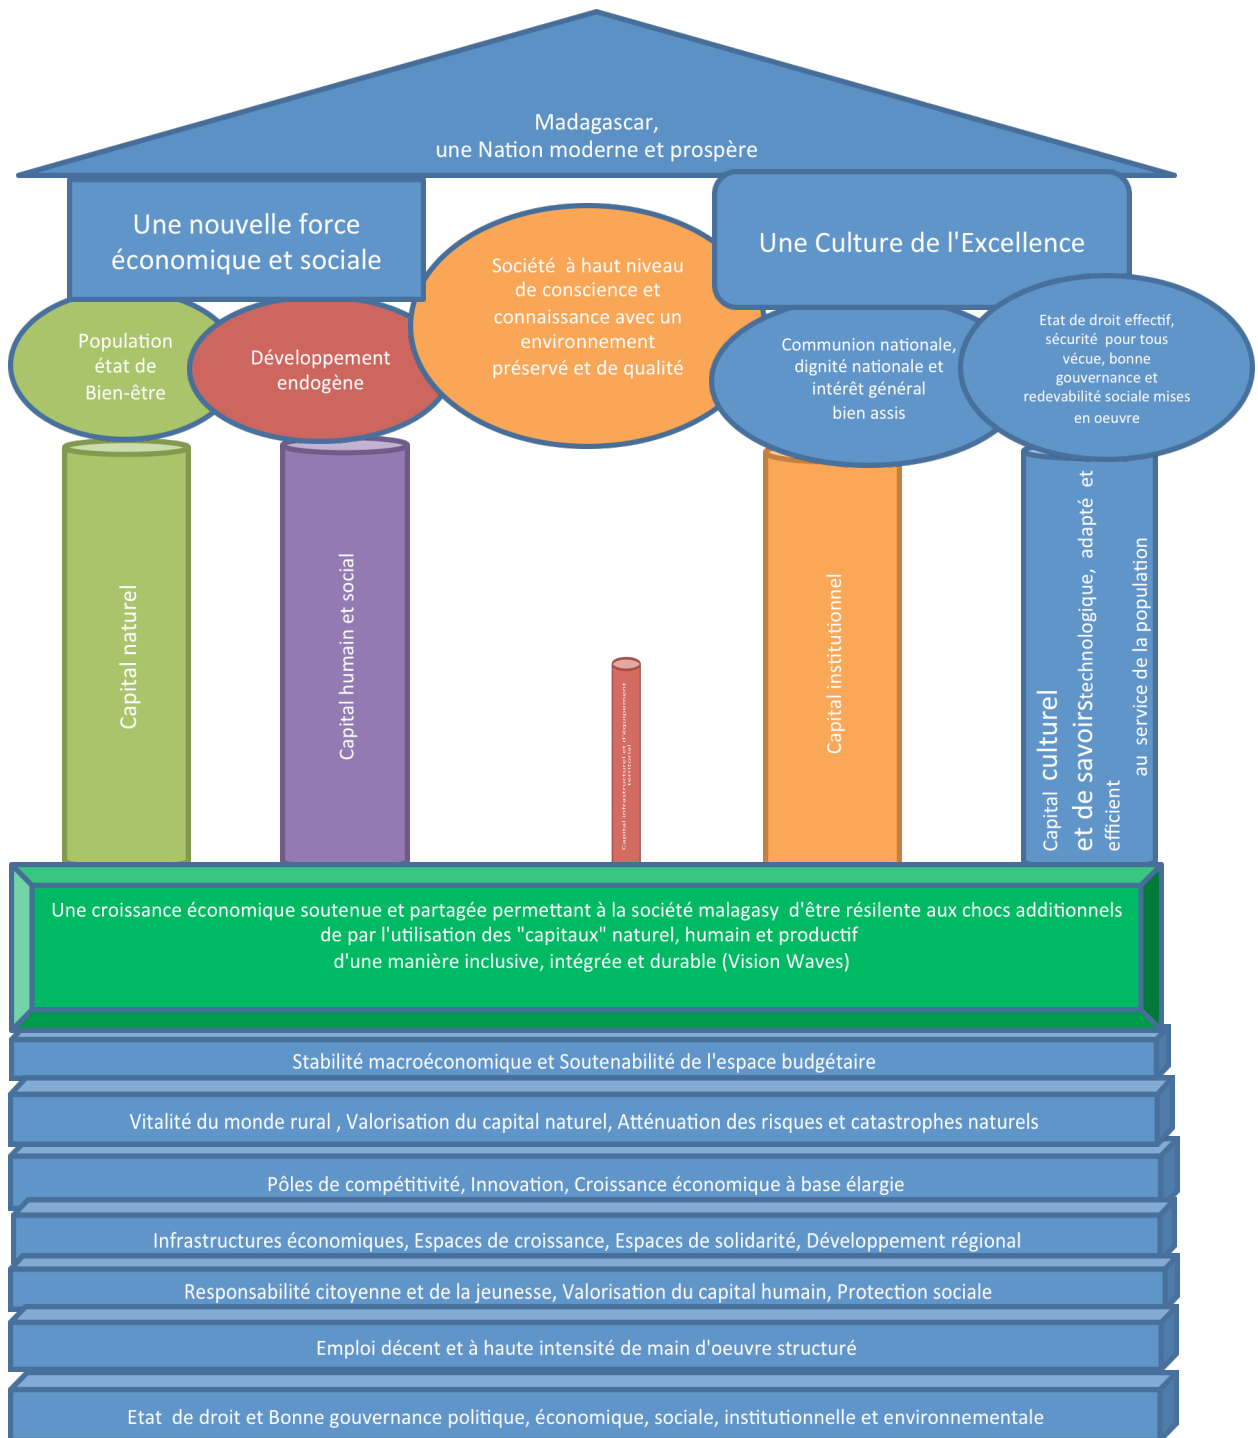 Madagascar,
une Nation moderne et prospère
Une nouvelle force
économique et sociale
Une Culture de l'Excellence
Société à haut niveau
de conscience et
connaissance avec un
environnement
préservé et de qualité
Population
état de
Bien-être
Développement
endogène
Communion nationale,
dignité nationale et
intérêt général
bien assis
Etat de droit effectif,
sécurité pour tous
vécue, bonne
gouvernance et
redevabilité sociale mises
en oeuvre
Capital naturel
Capital humain et social
Capital infrastructurel et d'équipement
territorial
Capital institutionnel
Capital culturel
et de savoirstechnologique, adapté et
efficient
au service de la population
Une croissance économique soutenue et partagée permettant à la société malagasy d'être résilente aux chocs additionnels
de par l'utilisation des "capitaux" naturel, humain et productif
d'une manière inclusive, intégrée et durable (Vision Waves)
Stabilité macroéconomique et Soutenabilité de l'espace budgétaire
Vitalité du monde rural , Valorisation du capital naturel, Atténuation des risques et catastrophes naturels
Pôles de compétitivité, Innovation, Croissance économique à base élargie
Infrastructures économiques, Espaces de croissance, Espaces de solidarité, Développement régional
Responsabilité citoyenne et de la jeunesse, Valorisation du capital humain, Protection sociale
Emploi décent et à haute intensité de main d'oeuvre structuré
Etat de droit et Bonne gouvernance politique, économique, sociale, institutionnelle et environnementale